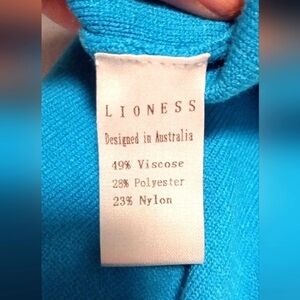 LIONESS
Designed in Australia
49% Viscose
28% Polyester
23% Nylon